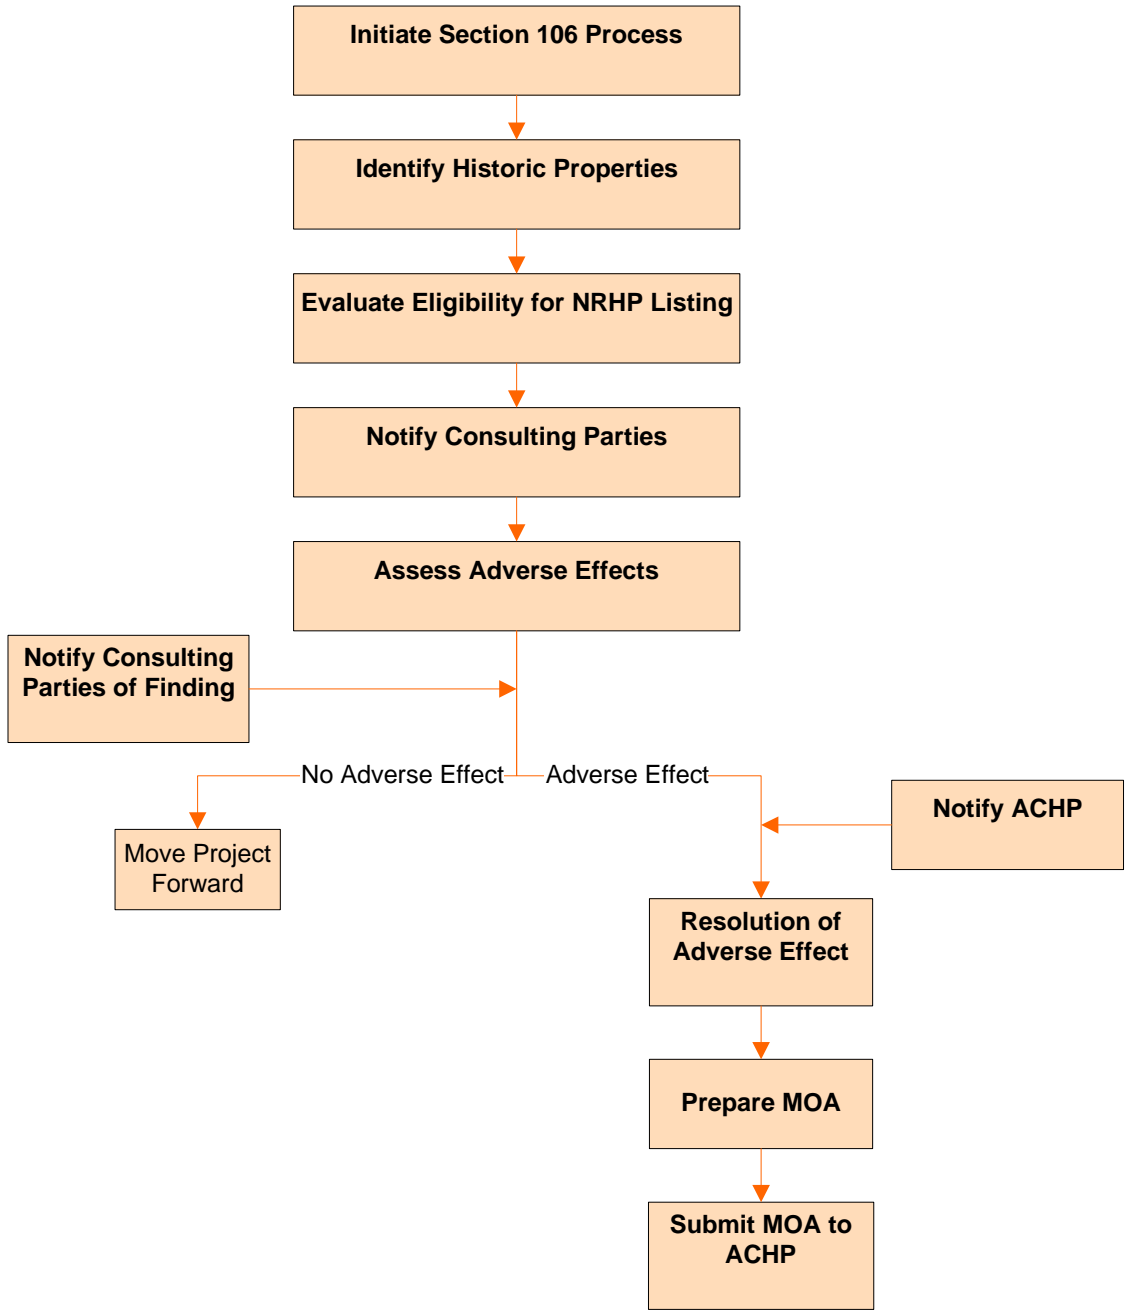 Initiate Section 106 Process
Identify Historic Properties
Evaluate Eligibility for NRHP Listing
Notify Consulting Parties
Assess Adverse Effects
Notify Consulting
Parties of Finding
No Adverse Effect
Adverse Effect
Notify ACHP
Move Project
Forward
Resolution of
Adverse Effect
Prepare MOA
Submit MOA to
ACHP